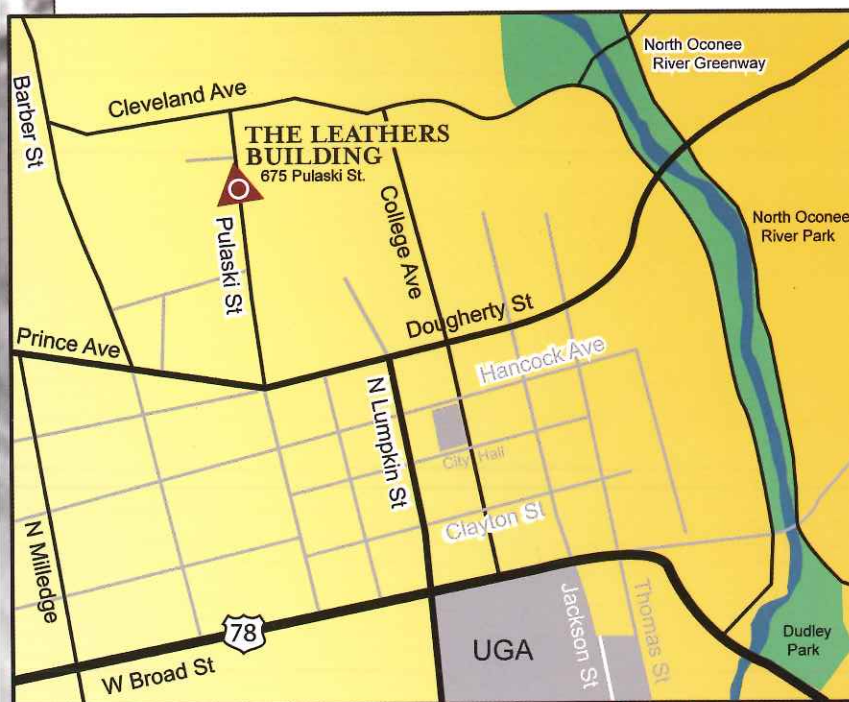 North Oconee
River Greenway
Cleveland Ave
Barber St
THE LEATHERS
BUILDING
675 Pulaski St.
College Ave
Pulaski St
North Oconee
River Park
Dougherty St
Prince Ave
Hancock Ave
N Lumpkin St
City Hall
Clayton St
N Milledge
78
Jackson St
Thomas St
UGA
Dudley
Park
W Broad St